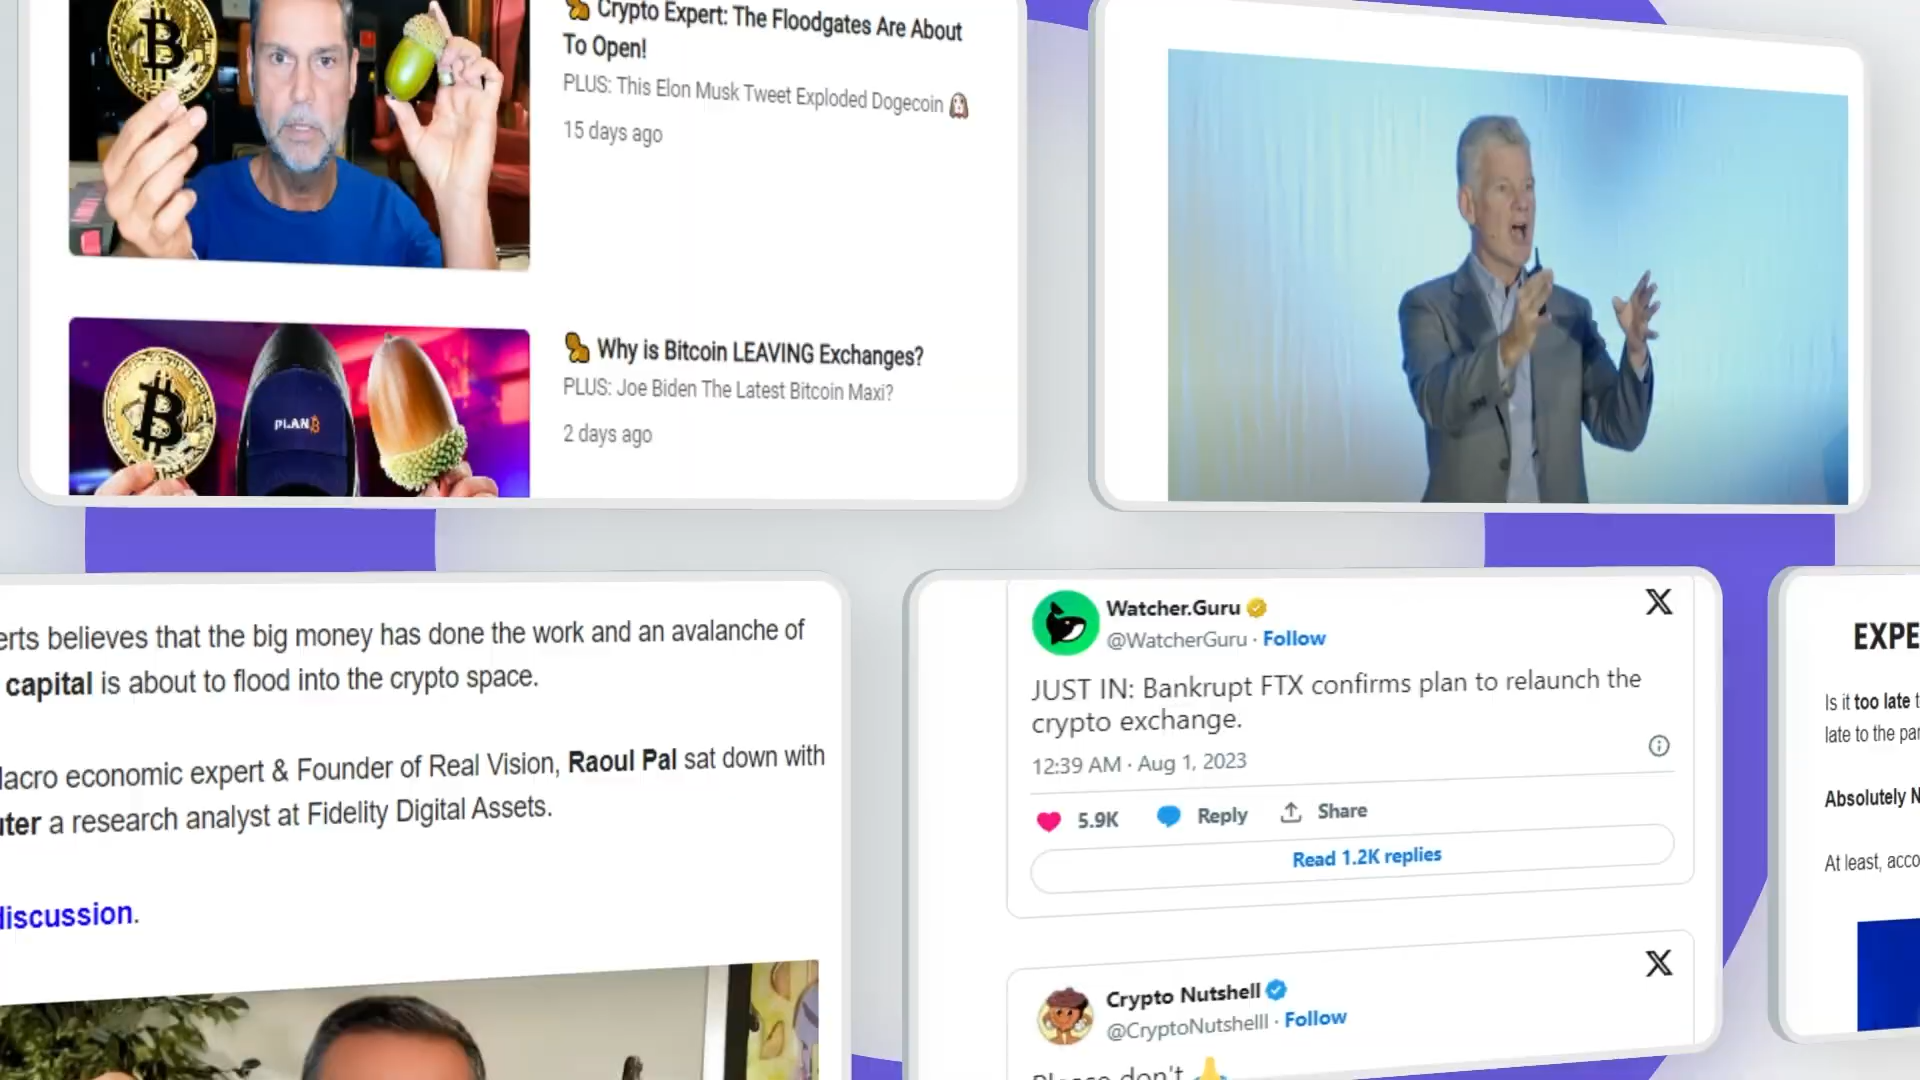 Crypto Expert: The Floodgates Are About
To Open!
PLUS: This Elon Musk Tweet Exploded Dogecoin
15 days ago
PLAN
Why is Bitcoin LEAVING Exchanges?
PLUS: Joe Biden The Latest Bitcoin Maxi?
2 days ago
believes that the big money has done the work and an avalanche of
capital is about to flood into the crypto space.
economic expert & Founder of Real Vision, Raoul Pal sat down with
a research analyst at Fidelity Digital Assets.
discussion.
Watcher.Guru
@WatcherGuru · Follow
X
JUST IN: Bankrupt FTX confirms plan to relaunch the
crypto exchange.
12:39 AM · Aug 1, 2023
5.9K Reply Share
Read 1.2K replies
Crypto Nutshell
@CryptoNutshelll · Follow
X
Please don't
EXPE
Is it too late
late to the
Absolutely
At least,